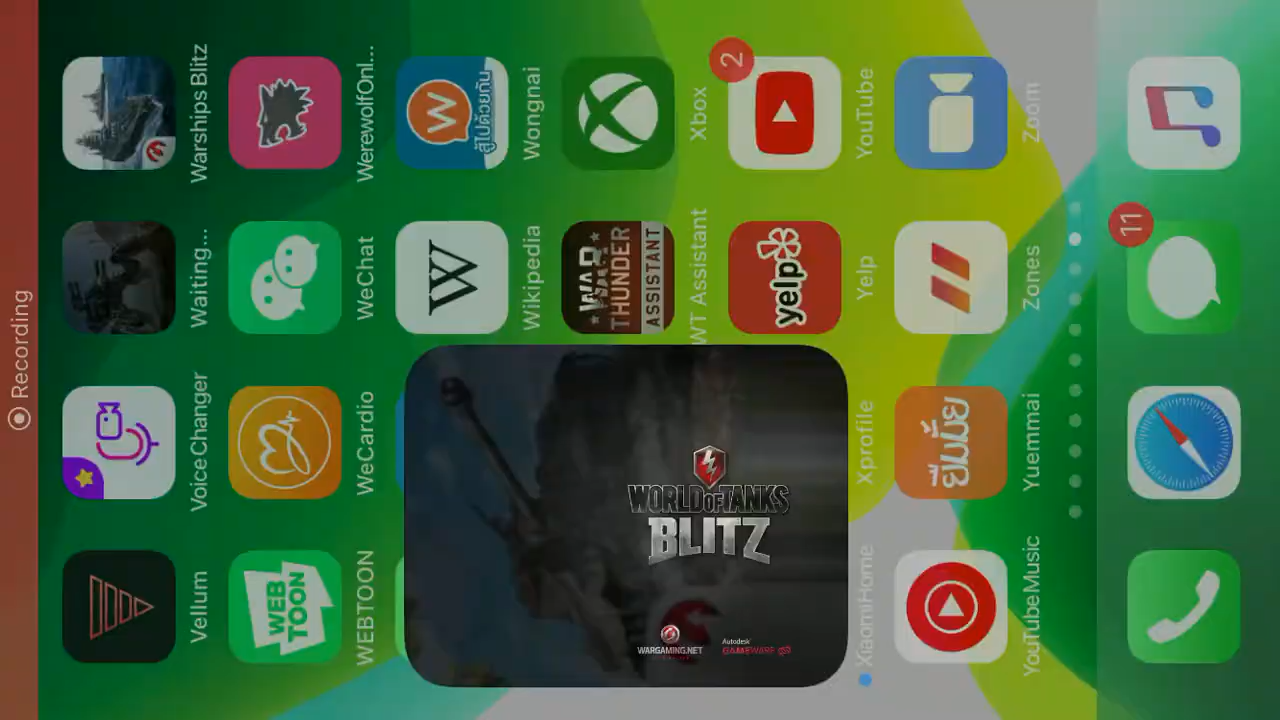 Recording
Vellum
VoiceChanger
Waiting...
Warships Blitz
WEB
TOON
WEBTOON
WeCardio
WeChat
WerewolfOnl...
W
Wikipedia
W
สู้ไปด้วยกัน
Wongnai
WAR
THUNDER
ASSISTANT
WT Assistant
Xbox
XiaomiHome
Xprofile
yelp
Yelp
2
YouTube
YouTubeMusic
ยืมมั้ย
Yuemmai
Zones
Zoom
11
WORLD OF TANKS
BLITZ
WARGAMING.NET
Autodesk
GAMEWARE